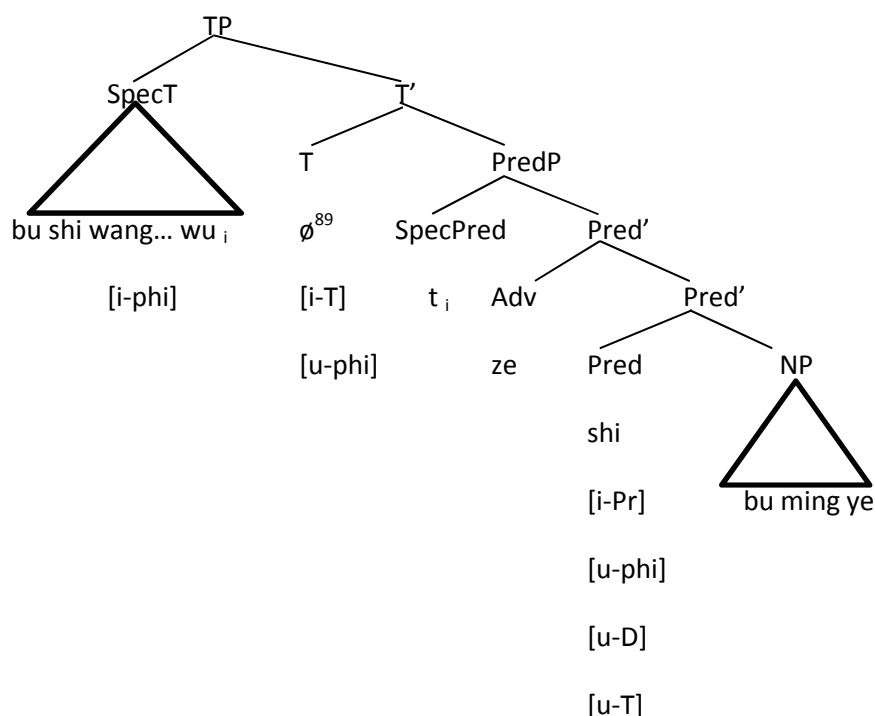 TP
SpecT T’
T PredP
bu shi wang... wu i ø89 SpecPred Pred’
[i-phi] [i-T] t i Adv Pred’
[u-phi] ze Pred NP
shi
[i-Pr] bu ming ye
[u-phi]
[u-D]
[u-T]